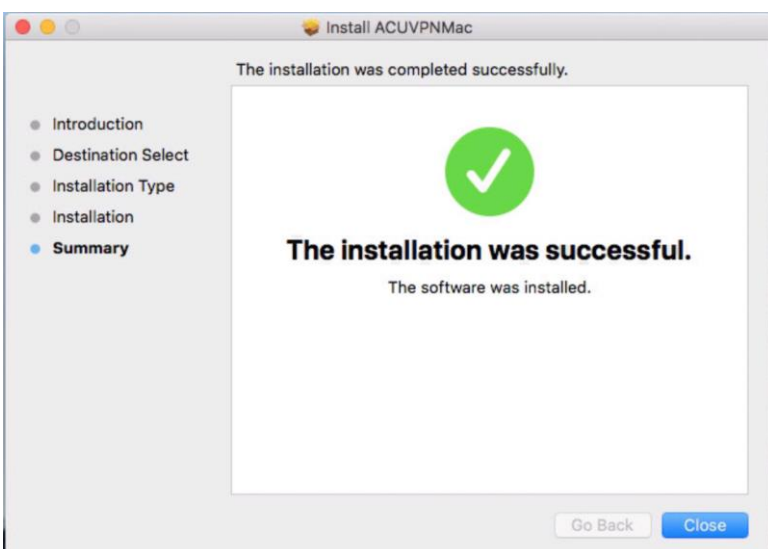 Install ACUVPNMac
The installation was completed successfully.
Introduction
Destination Select
Installation Type
Installation
Summary
The installation was successful.
The software was installed.
Go Back
Close